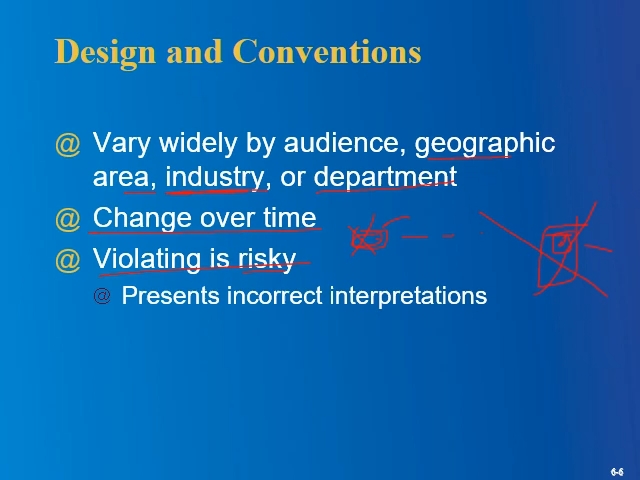 Design and Conventions
@ Vary widely by audience, geographic
area, industry, or department
@ Change over time
@ Violating is risky
@ Presents incorrect interpretations
6-6